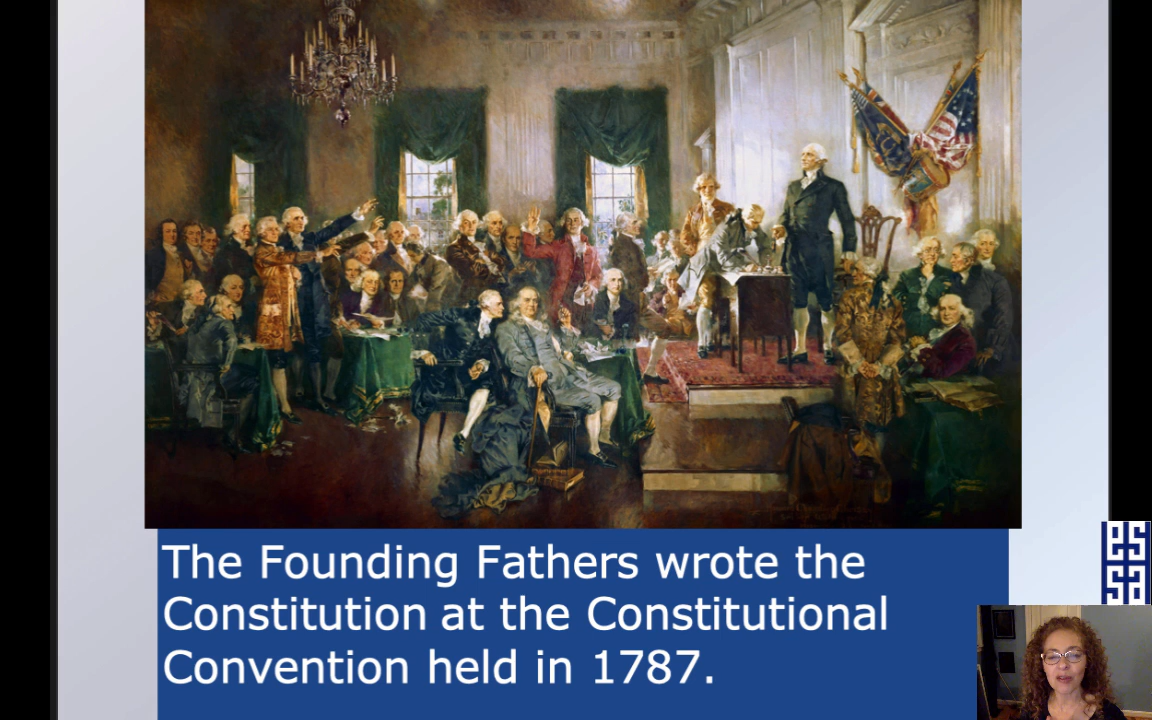 The Founding Fathers wrote the
Constitution at the Constitutional
Convention held in 1787.